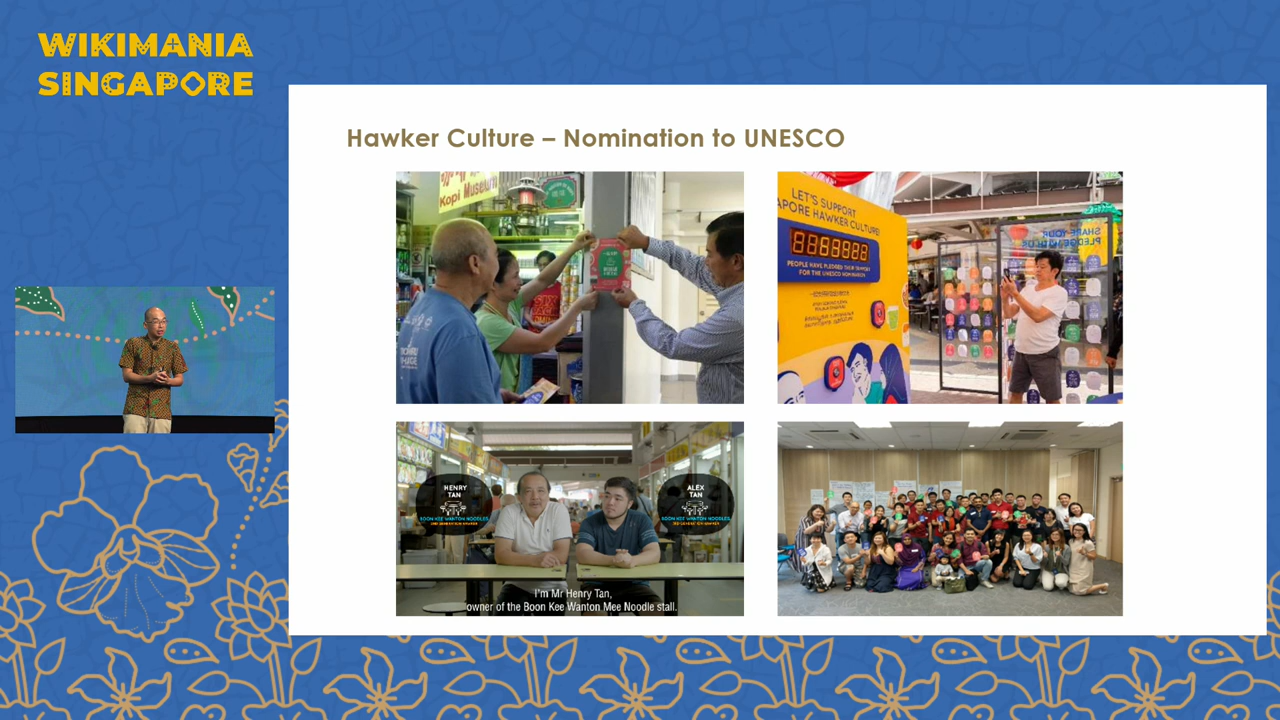 WIKIMANIA
SINGAPORE
Hawker Culture – Nomination to UNESCO
Kopi Museum
LET'S SUPPORT
APORE HAWKER CULTURE!
PEOPLE HAVE PLEDGED THEIR SUPPORT
FOR THE UNESCO NOMINATION
SHARE YOUR
HENRY
TAN
BOON KEE WANTON NOODLES
ALEX
TAN
BOON KEE WANTON NOODLES
I'm Mr Henry Tan,
owner of the Boon Kee Wanton Mee Noodle stall.